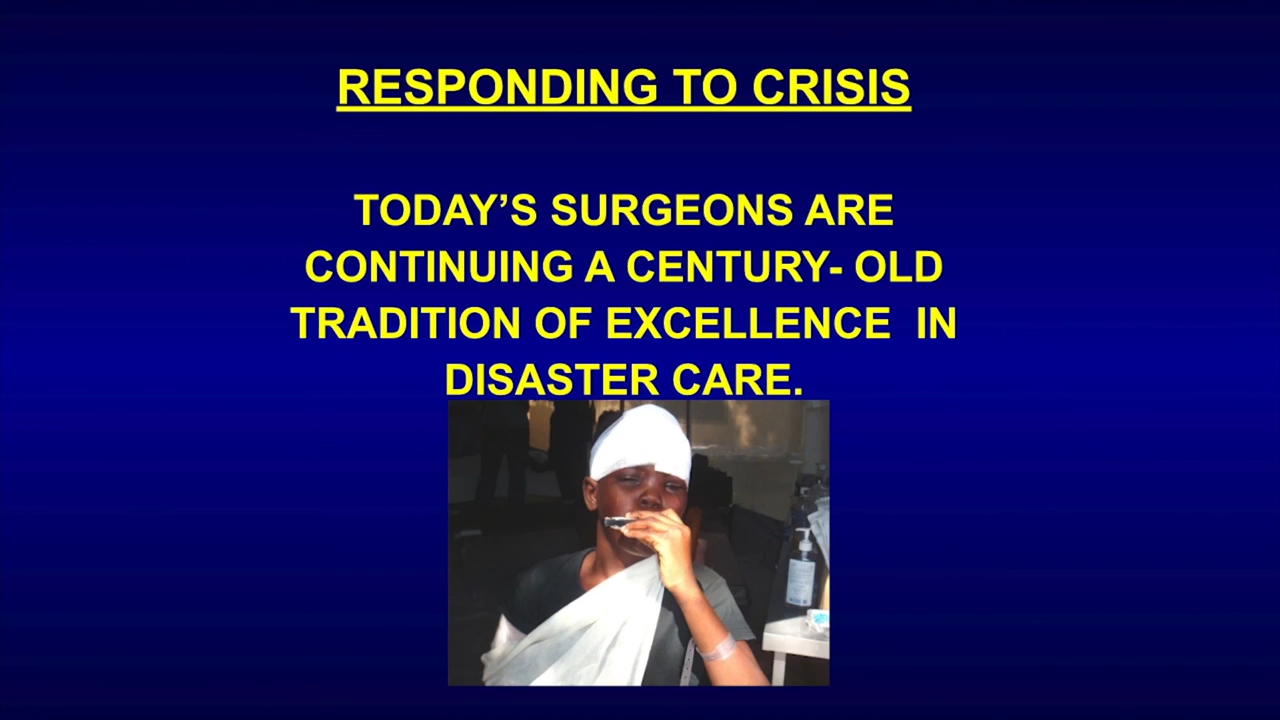 RESPONDING TO CRISIS
TODAY’S SURGEONS ARE
CONTINUING A CENTURY- OLD
TRADITION OF EXCELLENCE  IN
DISASTER CARE.